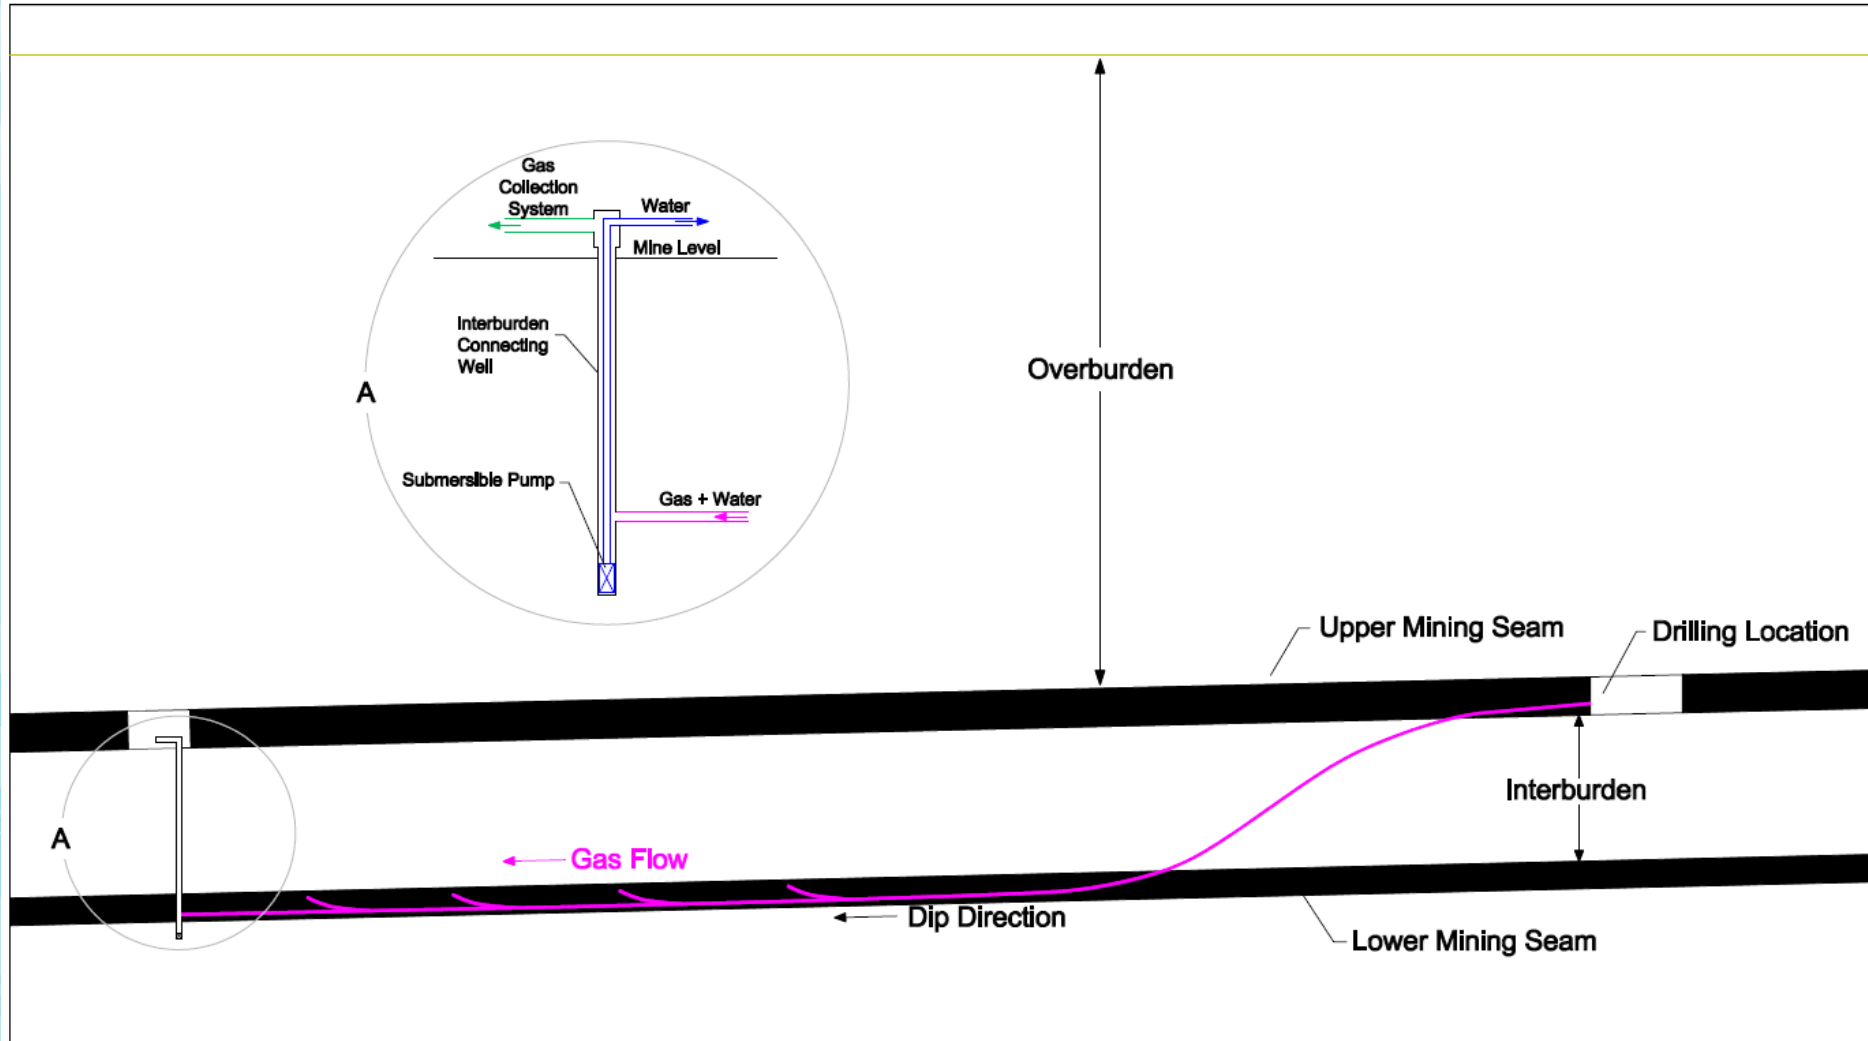 Gas
Collection
System
Water
Mine Level
Interburden
Connecting
Well
A
Submersible Pump
Gas + Water
Overburden
Upper Mining Seam
Drilling Location
Interburden
A
Gas Flow
Dip Direction
Lower Mining Seam